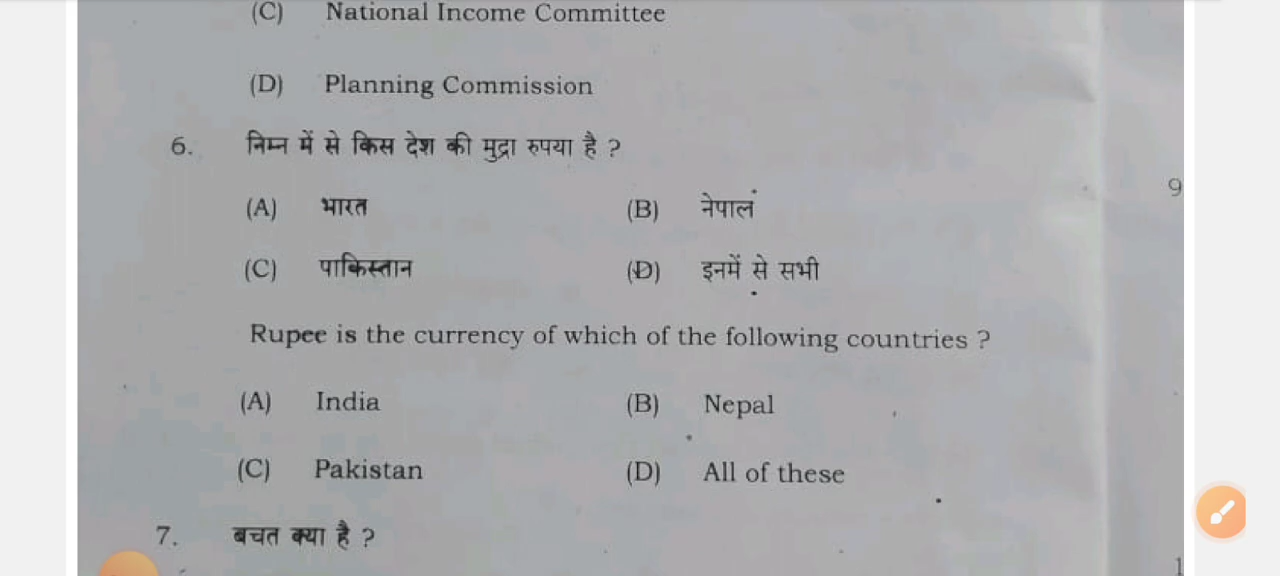 (C) National Income Committee
(D) Planning Commission
6. निम्न में से किस देश की मुद्रा रुपया है ?
(A) भारत (B) नेपाल
(C) पाकिस्तान (D) इनमें से सभी
Rupee is the currency of which of the following countries ?
(A) India (B) Nepal
(C) Pakistan (D) All of these
7. बचत क्या है ?
9
1